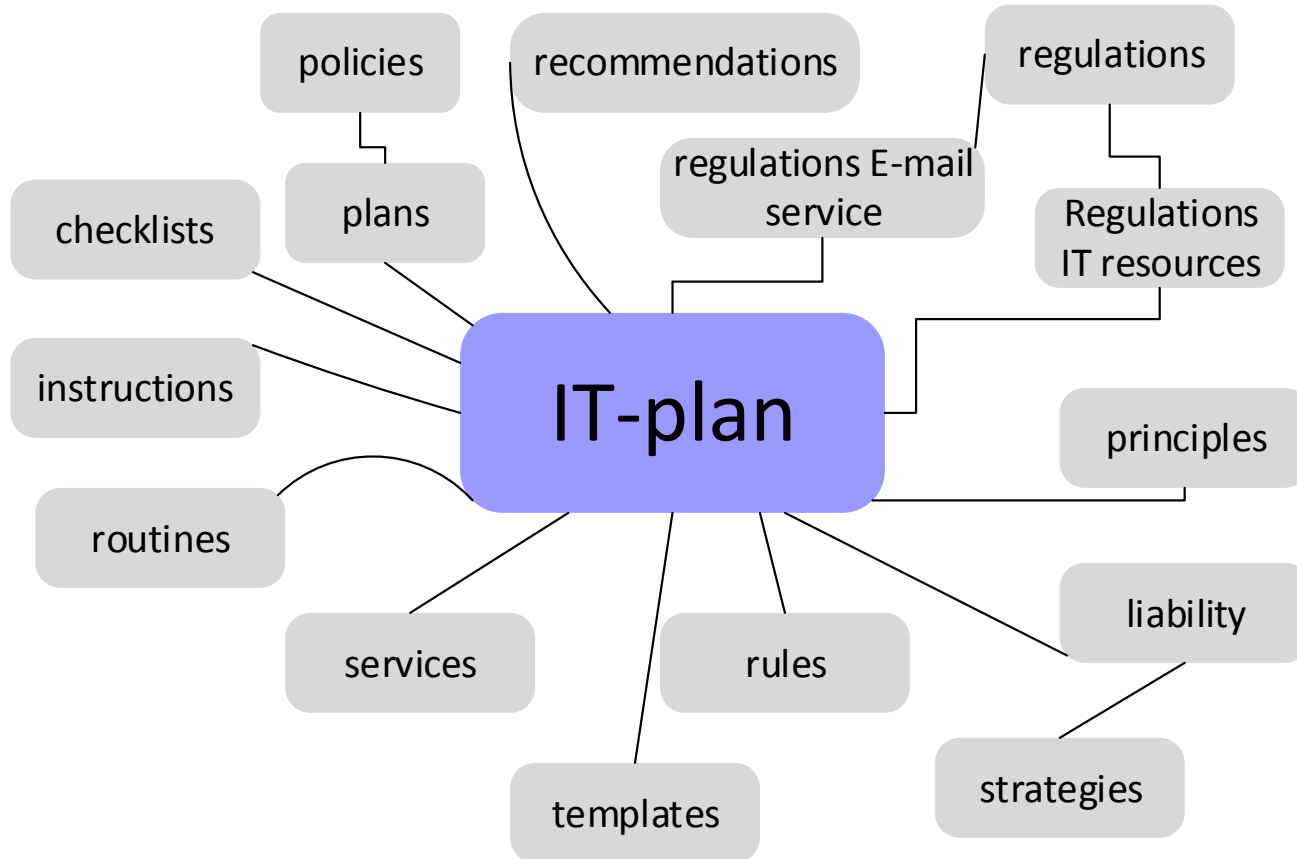 policies
recommendations
regulations
regulations E-mail
service
plans
checklists
Regulations
IT resources
instructions
IT-plan
principles
routines
liability
services
rules
strategies
templates